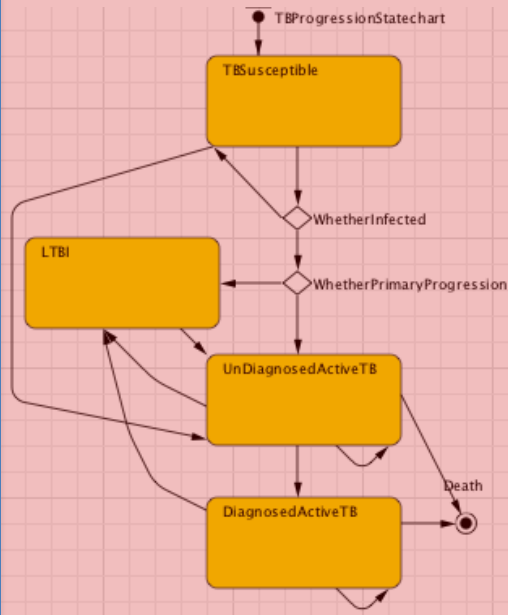 TBProgressionStatechart
TBSusceptible
WhetherInfected
LTBI
WhetherPrimaryProgression
UnDiagnosedActiveTB
Death
DiagnosedActiveTB